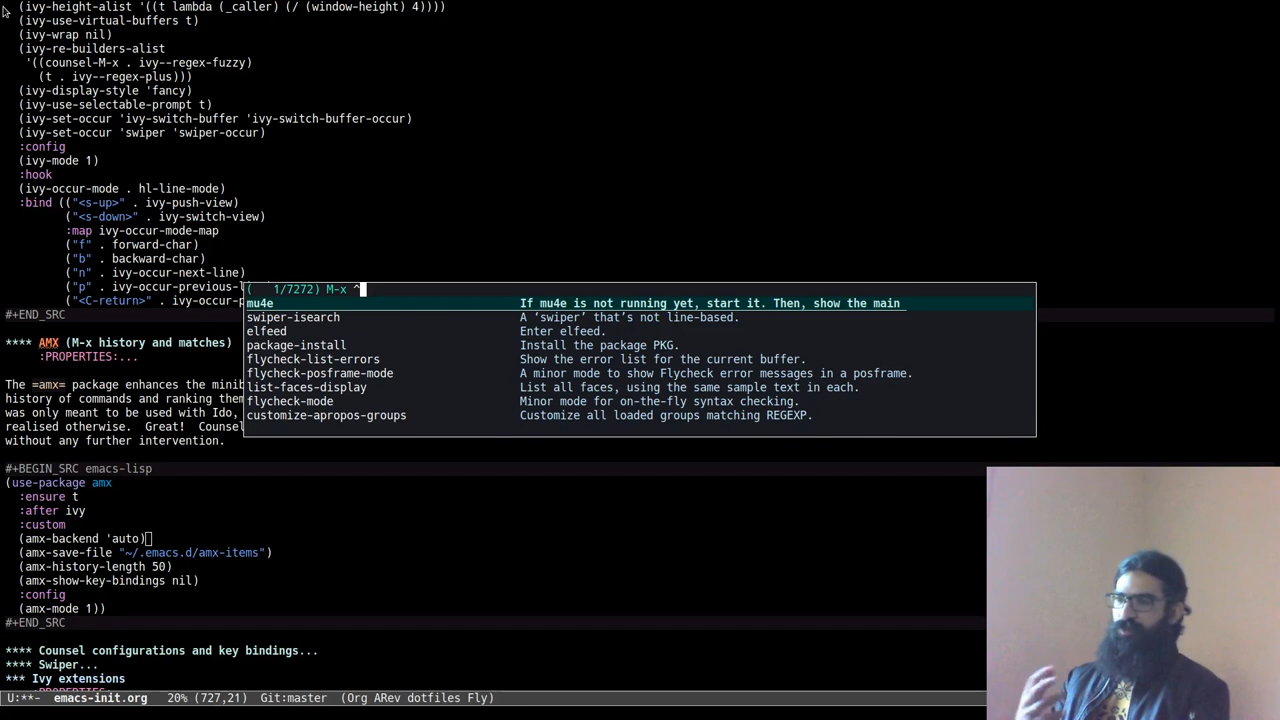 (ivy-height-alist '((t lambda (_caller) (/ (window-height) 4))))
(ivy-use-virtual-buffers t)
(ivy-wrap nil)
(ivy-re-builders-alist
'((counsel-M-x . ivy--regex-fuzzy)
(t . ivy--regex-plus)))
(ivy-display-style 'fancy)
(ivy-use-selectable-prompt t)
(ivy-set-occur 'ivy-switch-buffer 'ivy-switch-buffer-occur)
(ivy-set-occur 'swiper 'swiper-occur)
:config
(ivy-mode 1)
:hook
(ivy-occur-mode . hl-line-mode)
:bind (("<s-up>" . ivy-push-view)
("<s-down>" . ivy-switch-view)
:map ivy-occur-mode-map
("f" . forward-char)
("b" . backward-char)
("n" . ivy-occur-next-line)
("p" . ivy-occur-previous-l
("<C-return>" . ivy-occur-p
#+END_SRC
( 1/7272) M-x ^
mu4e If mu4e is not running yet, start it. Then, show the main
swiper-isearch A ‘swiper’ that’s not line-based.
elfeed Enter elfeed.
package-install Install the package PKG.
flycheck-list-errors Show the error list for the current buffer.
flycheck-posframe-mode A minor mode to show Flycheck error messages in a posframe.
list-faces-display List all faces, using the same sample text in each.
flycheck-mode Minor mode for on-the-fly syntax checking.
customize-apropos-groups Customize all loaded groups matching REGEXP.
**** AMX (M-x history and matches)
:PROPERTIES:...
The =amx= package enhances the minib
history of commands and ranking them
was only meant to be used with Ido,
realised otherwise. Great! Counsel
without any further intervention.
#+BEGIN_SRC emacs-lisp
(use-package amx
:ensure t
:after ivy
:custom
(amx-backend 'auto)
(amx-save-file "~/.emacs.d/amx-items")
(amx-history-length 50)
(amx-show-key-bindings nil)
:config
(amx-mode 1))
#+END_SRC
**** Counsel configurations and key bindings...
**** Swiper...
*** Ivy extensions
:PROPERTIES:
U:**- emacs-init.org 20% (727,21) Git:master (Org ARev dotfiles Fly)